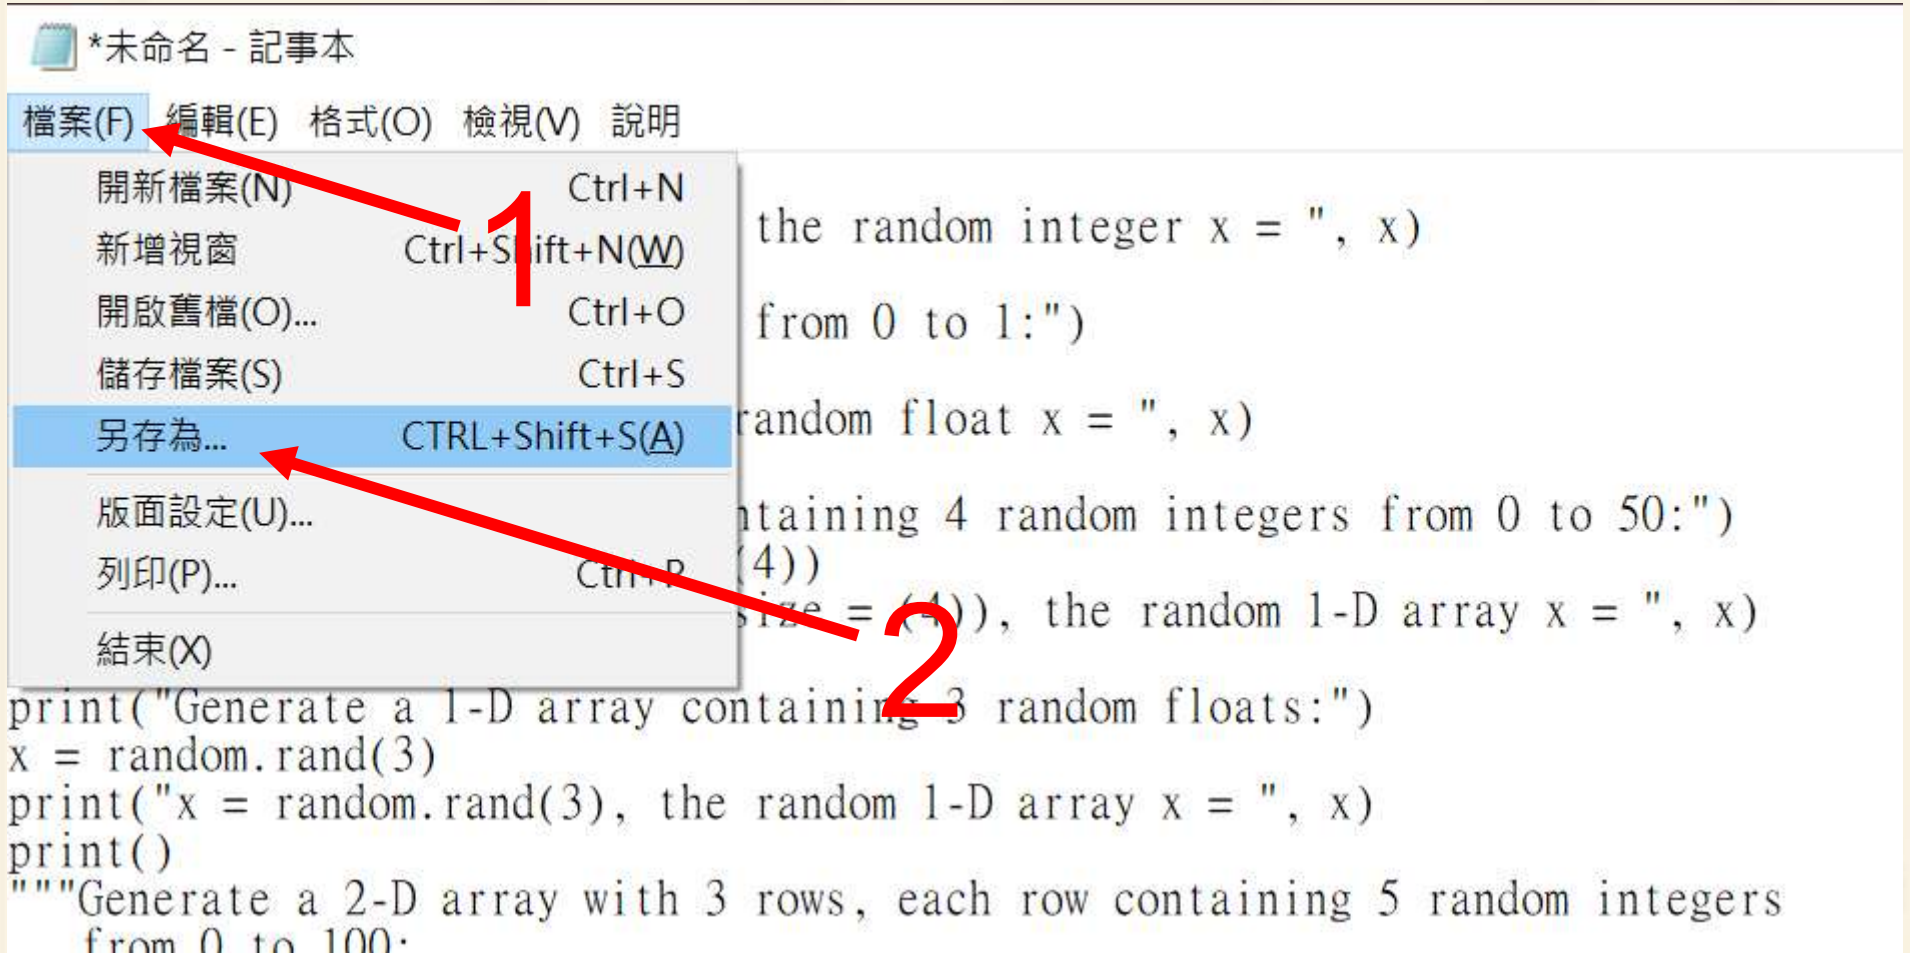 *未命名 - 記事本
檔案(F) 編輯(E) 格式(O) 檢視(V) 說明
開新檔案(N) Ctrl+N
新增視窗 Ctrl+Shift+N(W)
開啟舊檔(O)... Ctrl+O
儲存檔案(S) Ctrl+S
另存為... CTRL+Shift+S(A)
版面設定(U)...
列印(P)... Ctrl+P
結束(X)
1
2
the random integer x = ", x)
from 0 to 1:")
random float x = ", x)
ntaining 4 random integers from 0 to 50:")
(4))
size = (4)), the random 1-D array x = ", x)
print("Generate a 1-D array containing 3 random floats:")
x = random.rand(3)
print("x = random.rand(3), the random 1-D array x = ", x)
print()
"""Generate a 2-D array with 3 rows, each row containing 5 random integers
from 0 to 100: